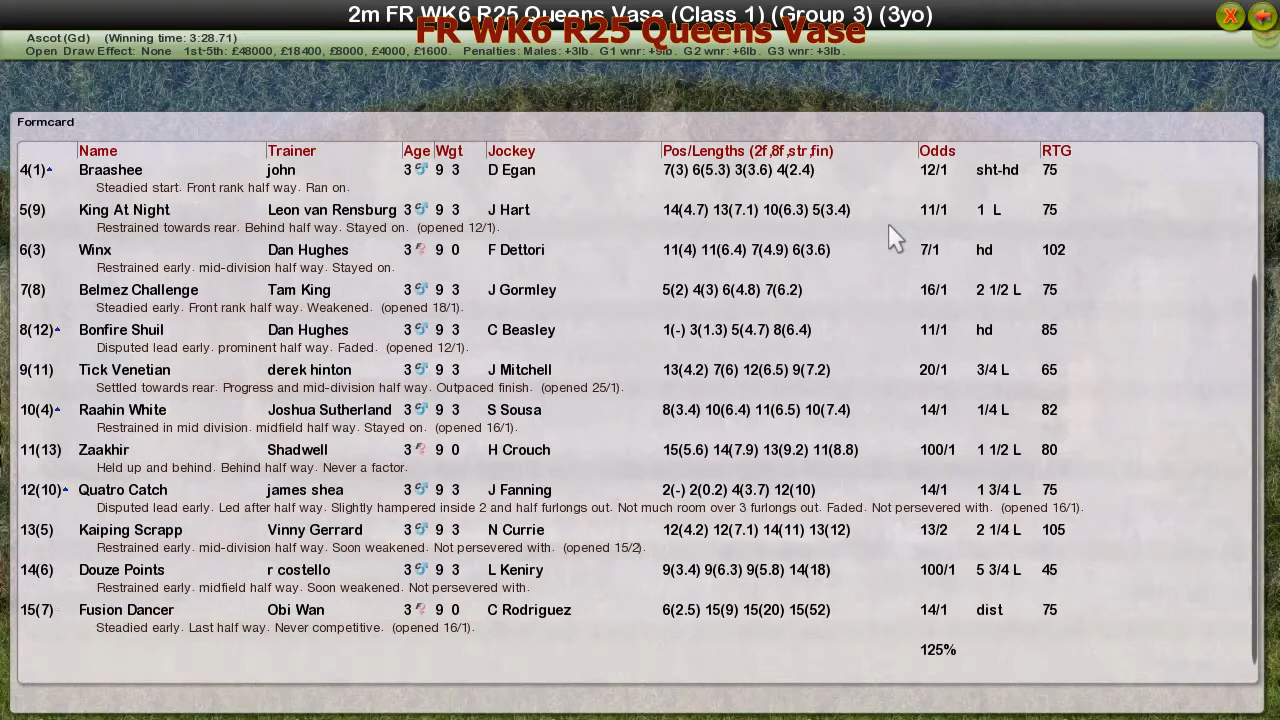 2m FR WK6 R25 Queens Vase (Class 1) (Group 3) (3yo)
FR WK6 R25 Queens Vase
Ascot(Gd) (Winning time: 3:28.71)
Open Draw Effect: None 1st-5th: £48000, £18400, £8000, £4000, £1600. Penalties: Males: +3lb. G1 wnr: +9lb. G2 wnr: +6lb. G3 wnr: +3lb.
Formcard
Name Trainer Age Wgt Jockey Pos/Lengths (2f,8f,str,fin) Odds RTG
4(1) Braashee john 3 9 3 D Egan 7(3) 6(5.3) 3(3.6) 4(2.4) 12/1 sht-hd 75
Steadied start. Front rank half way. Ran on.
5(9) King At Night Leon van Rensburg 3 9 3 J Hart 14(4.7) 13(7.1) 10(6.3) 5(3.4) 11/1 1 L 75
Restrained towards rear. Behind half way. Stayed on. (opened 12/1).
6(3) Winx Dan Hughes 3 9 0 F Dettori 11(4) 11(6.4) 7(4.9) 6(3.6) 7/1 hd 102
Restrained early. mid-division half way. Stayed on.
7(8) Belmez Challenge Tam King 3 9 3 J Gormley 5(2) 4(3) 6(4.8) 7(6.2) 16/1 2 1/2 L 75
Steadied early. Front rank half way. Weakened. (opened 18/1).
8(12) Bonfire Shuil Dan Hughes 3 9 3 C Beasley 1(-) 3(1.3) 5(4.7) 8(6.4) 11/1 hd 85
Disputed lead early. prominent half way. Faded. (opened 12/1).
9(11) Tick Venetian derek hinton 3 9 3 J Mitchell 13(4.2) 7(6) 12(6.5) 9(7.2) 20/1 3/4 L 65
Settled towards rear. Progress and mid-division half way. Outpaced finish. (opened 25/1).
10(4) Raahin White Joshua Sutherland 3 9 3 S Sousa 8(3.4) 10(6.4) 11(6.5) 10(7.4) 14/1 1/4 L 82
Restrained in mid division. midfield half way. Stayed on. (opened 16/1).
11(13) Zaakhir Shadwell 3 9 0 H Crouch 15(5.6) 14(7.9) 13(9.2) 11(8.8) 100/1 1 1/2 L 80
Held up and behind. Behind half way. Never a factor.
12(10) Quatro Catch james shea 3 9 3 J Fanning 2(-) 2(0.2) 4(3.7) 12(10) 14/1 1 3/4 L 75
Disputed lead early. Led after half way. Slightly hampered inside 2 and half furlongs out. Not much room over 3 furlongs out. Faded. Not persevered with. (opened 16/1).
13(5) Kaiping Scrapp Vinny Gerrard 3 9 3 N Currie 12(4.2) 12(7.1) 14(11) 13(12) 13/2 2 1/4 L 105
Restrained early. mid-division half way. Soon weakened. Not persevered with. (opened 15/2).
14(6) Douze Points r costello 3 9 3 L Keniry 9(3.4) 9(6.3) 9(5.8) 14(18) 100/1 5 3/4 L 45
Restrained early. midfield half way. Soon weakened. Not persevered with.
15(7) Fusion Dancer Obi Wan 3 9 0 C Rodriguez 6(2.5) 15(9) 15(20) 15(52) 14/1 dist 75
Steadied early. Last half way. Never competitive. (opened 16/1).
125%